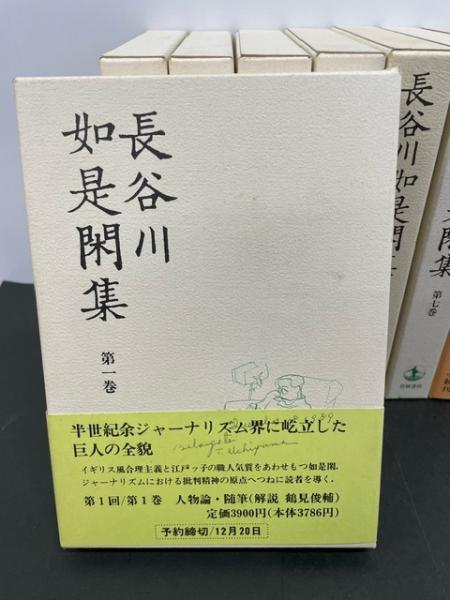 長谷川
如是閑集
第一巻
半世紀余ジャーナリズム界に屹立した
巨人の全貌
イギリス風合理主義と江戸ッ子の職人気質をあわせもつ如是閑。
ジャーナリズムにおける批判精神の原点へつねに読者を導く。
第1回/第1巻 人物論・随筆(解説 鶴見俊輔)
定価3900円(本体3786円)
予約締切/12月20日
長谷川如是閑
閑集
第七巻
岩波書店